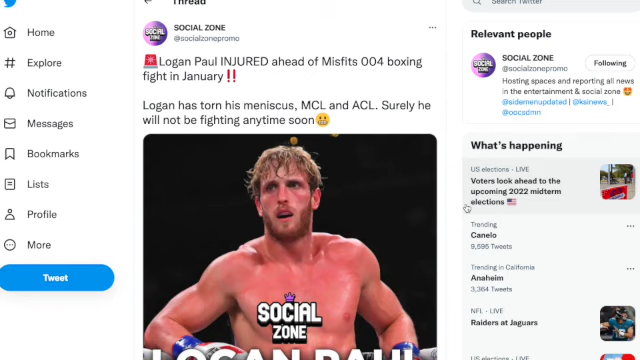 Thread
Search Twitter
Home
SOCIAL ZONE
@socialzonepromo
🚨Logan Paul INJURED ahead of Misfits 004 boxing
fight in January‼️
Logan has torn his meniscus, MCL and ACL. Surely he
will not be fighting anytime soon😬
SOCIAL
ZONE
LOGAN PAUL
Explore
Notifications
Messages
Bookmarks
Lists
Profile
More
Tweet
Relevant people
SOCIAL ZONE
@socialzonepromo
Following
Hosting spaces and reporting all news
in the entertainment & social zone 🤩
@sidemenupdated | @ksinews_ |
@oocsdmn
What's happening
US elections · LIVE
Voters look ahead to the
upcoming 2022 midterm
elections 🇺🇸
Trending
Canelo
9,595 Tweets
Trending in California
Anaheim
3,364 Tweets
NFL · LIVE
Raiders at Jaguars
US elections · LIVE